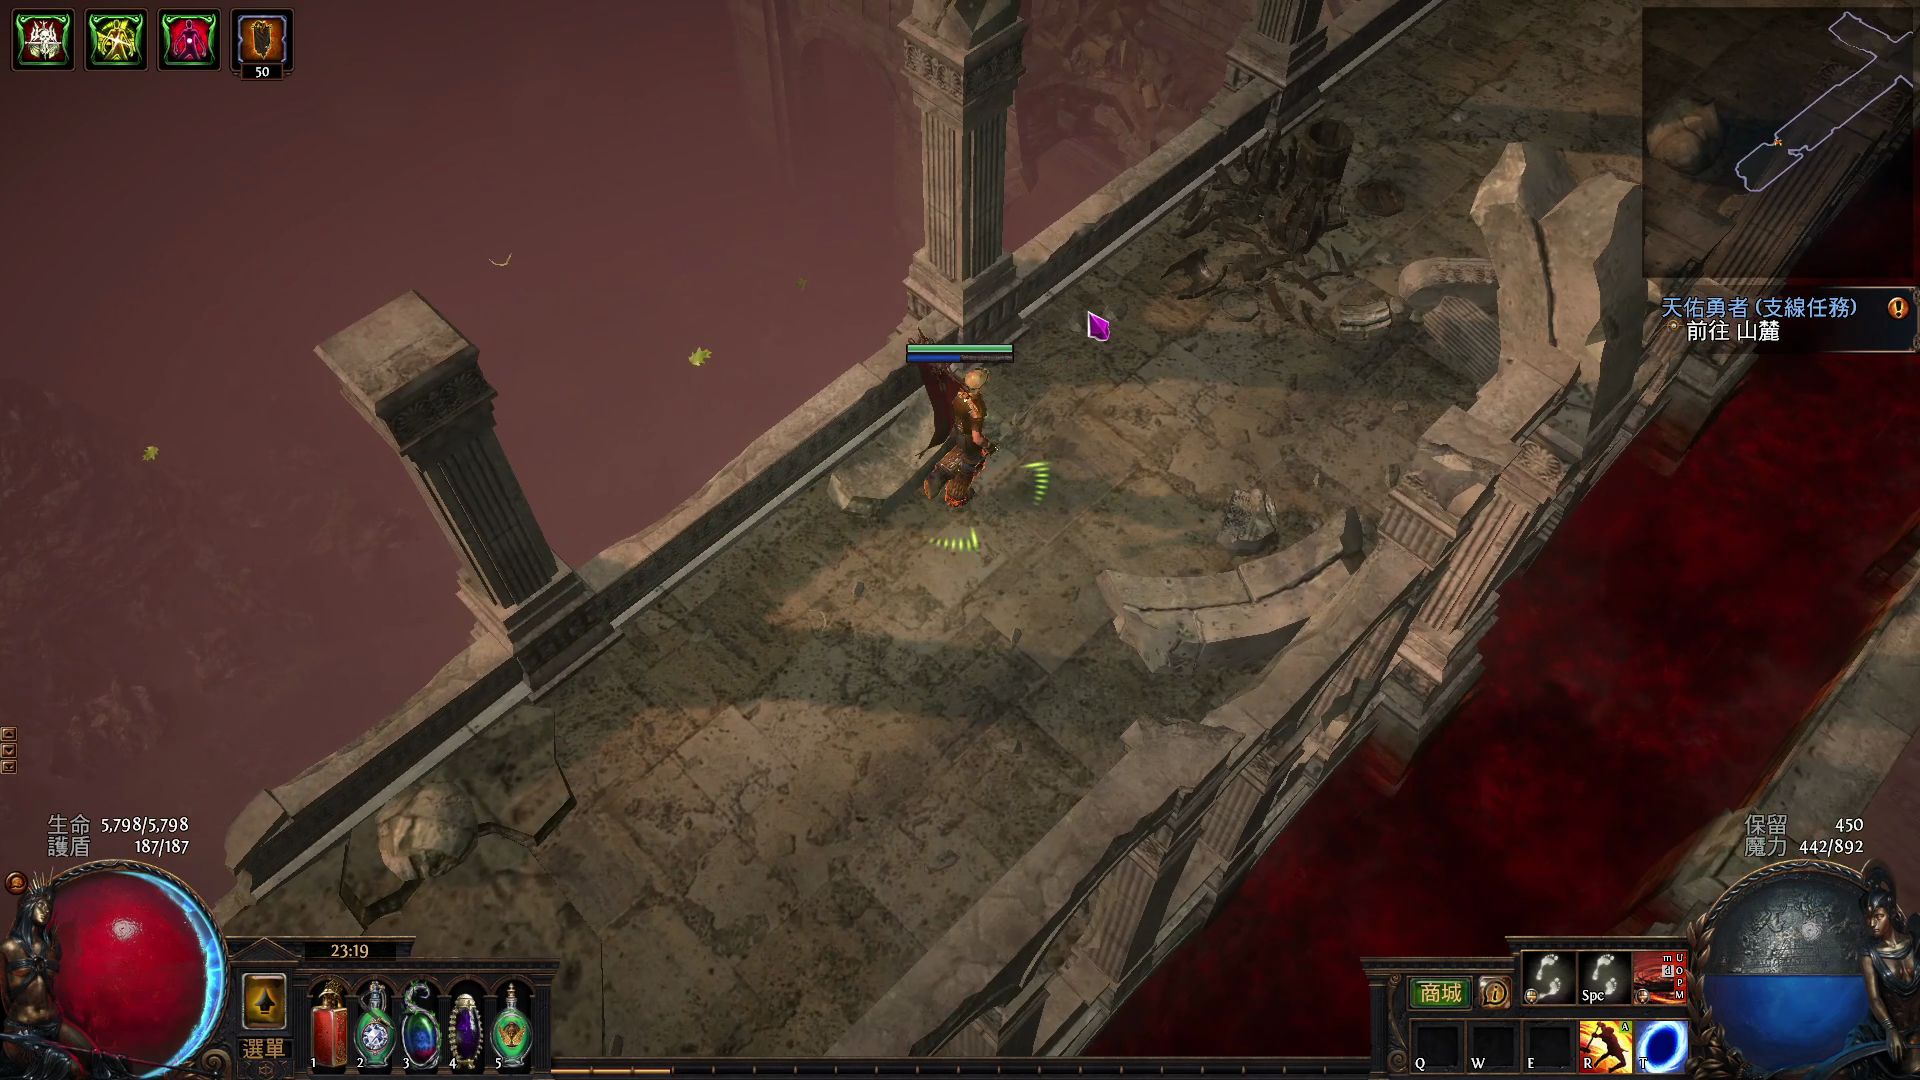 50
天佑勇者 (支線任務)
前往 山麓
生命 5,798/5,798
護盾 187/187
保留 450
魔力 442/892
23:19
選單
1 2 3 4 5
商城
Spc
m U
d O
P
M
Q W E R A T